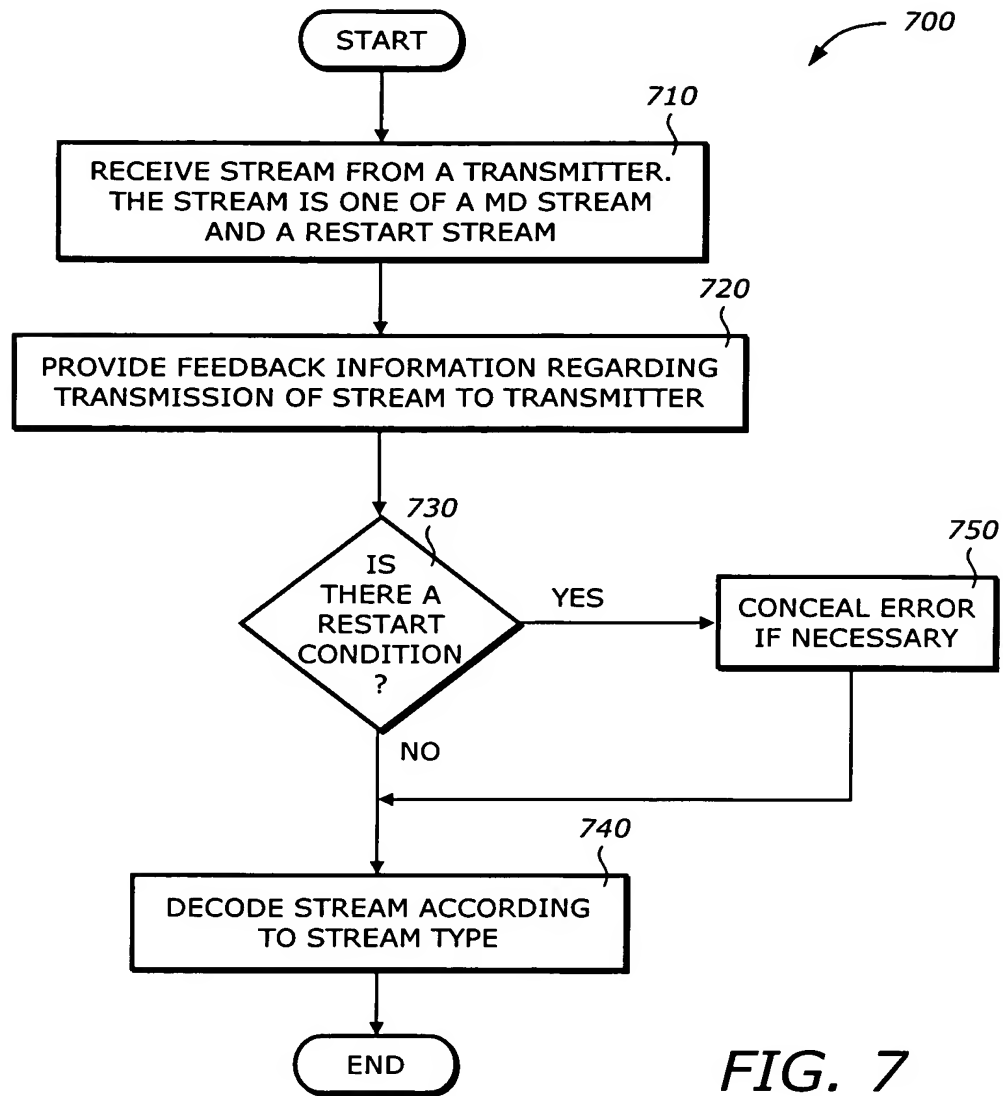 START
700
710
RECEIVE STREAM FROM A TRANSMITTER.
THE STREAM IS ONE OF A MD STREAM
AND A RESTART STREAM
720
PROVIDE FEEDBACK INFORMATION REGARDING
TRANSMISSION OF STREAM TO TRANSMITTER
730
IS
THERE A
RESTART
CONDITION
?
YES
750
CONCEAL ERROR
IF NECESSARY
NO
740
DECODE STREAM ACCORDING
TO STREAM TYPE
END
FIG. 7